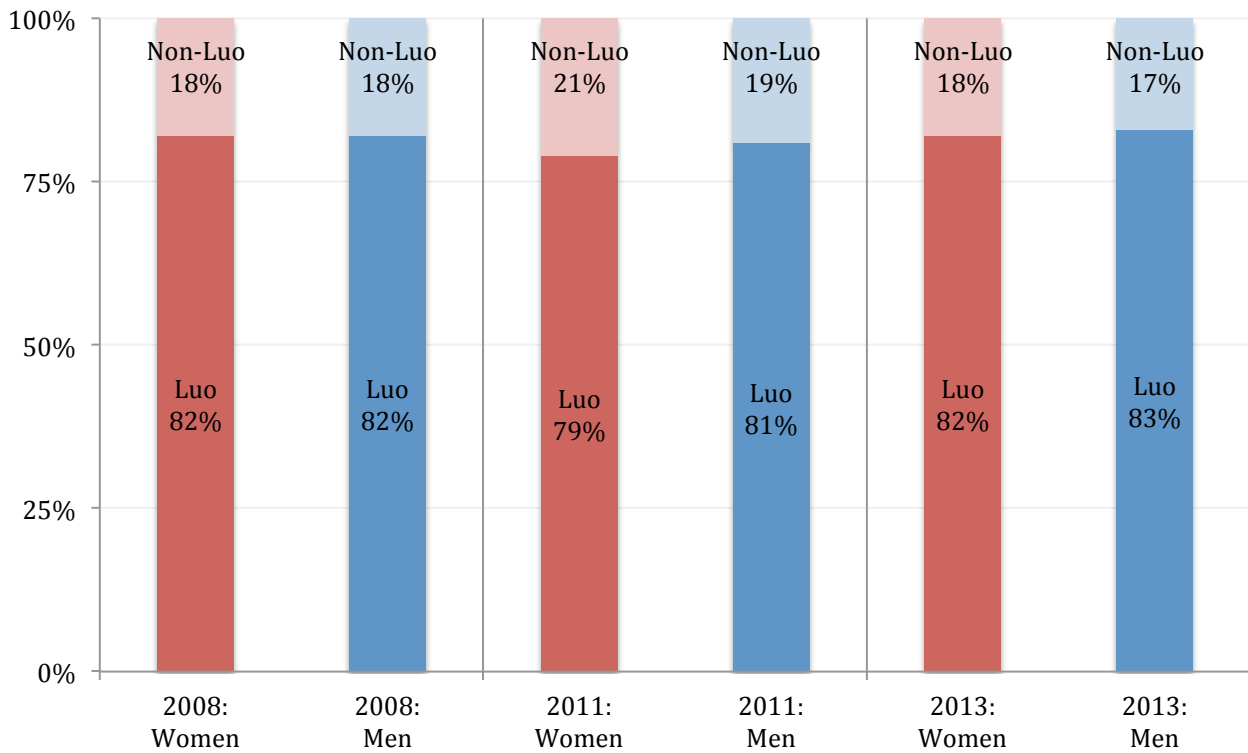 100%
Non-Luo
18%
Non-Luo
18%
Non-Luo
21%
Non-Luo
19%
Non-Luo
18%
Non-Luo
17%
75%
50%
Luo
82%
Luo
82%
Luo
79%
Luo
81%
Luo
82%
Luo
83%
25%
0%
2008:
Women
2008:
Men
2011:
Women
2011:
Men
2013:
Women
2013:
Men